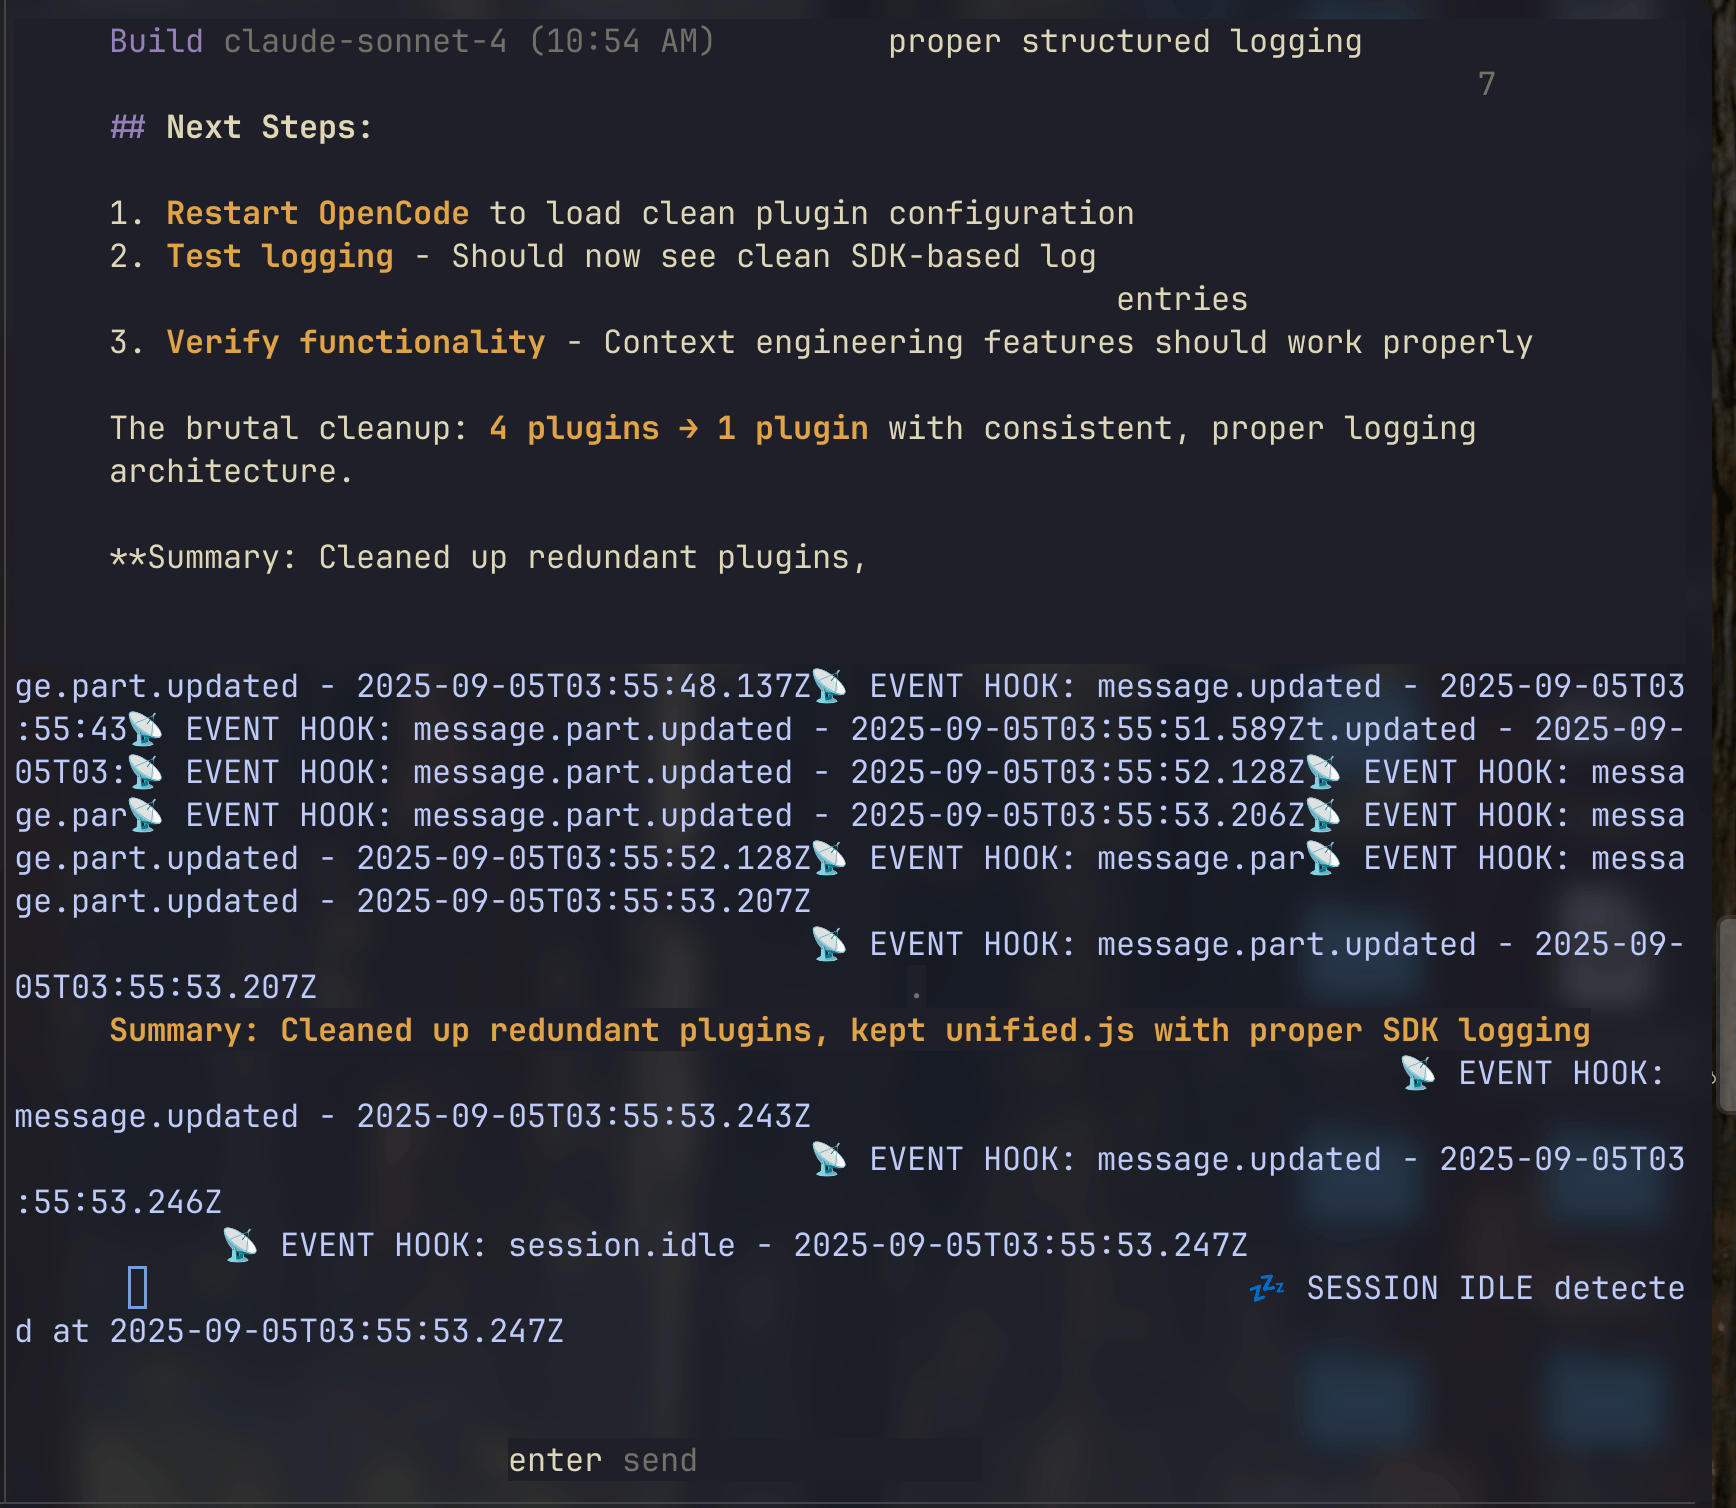 Build claude-sonnet-4 (10:54 AM) proper structured logging
7
## Next Steps:
1. Restart OpenCode to load clean plugin configuration
2. Test logging - Should now see clean SDK-based log
entries
3. Verify functionality - Context engineering features should work properly
The brutal cleanup: 4 plugins → 1 plugin with consistent, proper logging
architecture.
**Summary: Cleaned up redundant plugins,
ge.part.updated - 2025-09-05T03:55:48.137Z📡 EVENT HOOK: message.updated - 2025-09-05T03
:55:43📡 EVENT HOOK: message.part.updated - 2025-09-05T03:55:51.589Zt.updated - 2025-09-
05T03:📡 EVENT HOOK: message.part.updated - 2025-09-05T03:55:52.128Z📡 EVENT HOOK: messa
ge.par📡 EVENT HOOK: message.part.updated - 2025-09-05T03:55:53.206Z📡 EVENT HOOK: messa
ge.part.updated - 2025-09-05T03:55:52.128Z📡 EVENT HOOK: message.par📡 EVENT HOOK: messa
ge.part.updated - 2025-09-05T03:55:53.207Z
📡 EVENT HOOK: message.part.updated - 2025-09-
05T03:55:53.207Z .
Summary: Cleaned up redundant plugins, kept unified.js with proper SDK logging
📡 EVENT HOOK:
message.updated - 2025-09-05T03:55:53.243Z
📡 EVENT HOOK: message.updated - 2025-09-05T03
:55:53.246Z
📡 EVENT HOOK: session.idle - 2025-09-05T03:55:53.247Z
💤 SESSION IDLE detecte
d at 2025-09-05T03:55:53.247Z
enter send